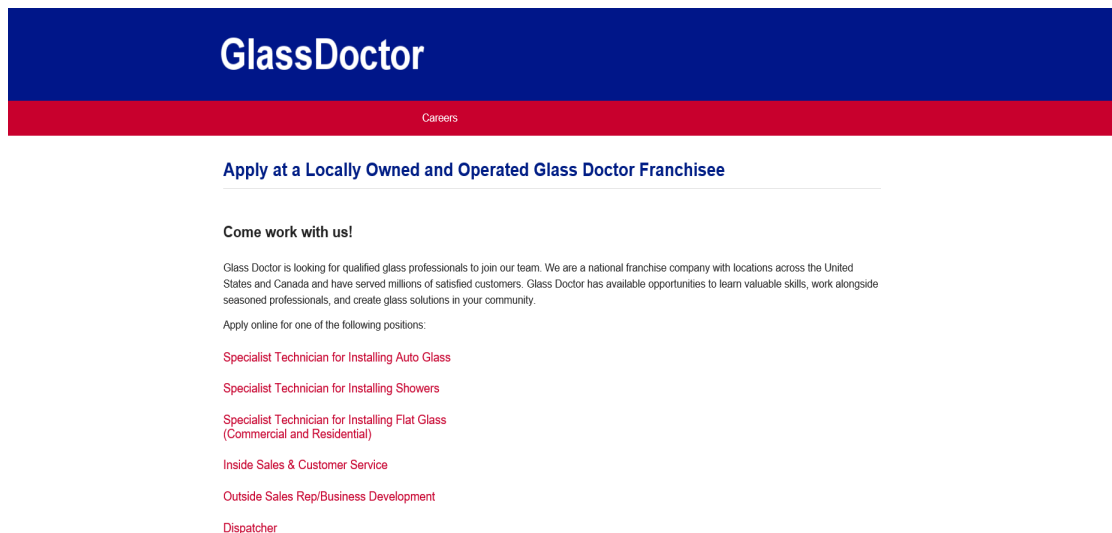 GlassDoctor
Careers
Apply at a Locally Owned and Operated Glass Doctor Franchisee
Come work with us!
Glass Doctor is looking for qualified glass professionals to join our team. We are a national franchise company with locations across the United
States and Canada and have served millions of satisfied customers. Glass Doctor has available opportunities to learn valuable skills, work alongside
seasoned professionals, and create glass solutions in your community.
Apply online for one of the following positions:
Specialist Technician for Installing Auto Glass
Specialist Technician for Installing Showers
Specialist Technician for Installing Flat Glass
(Commercial and Residential)
Inside Sales & Customer Service
Outside Sales Rep/Business Development
Dispatcher